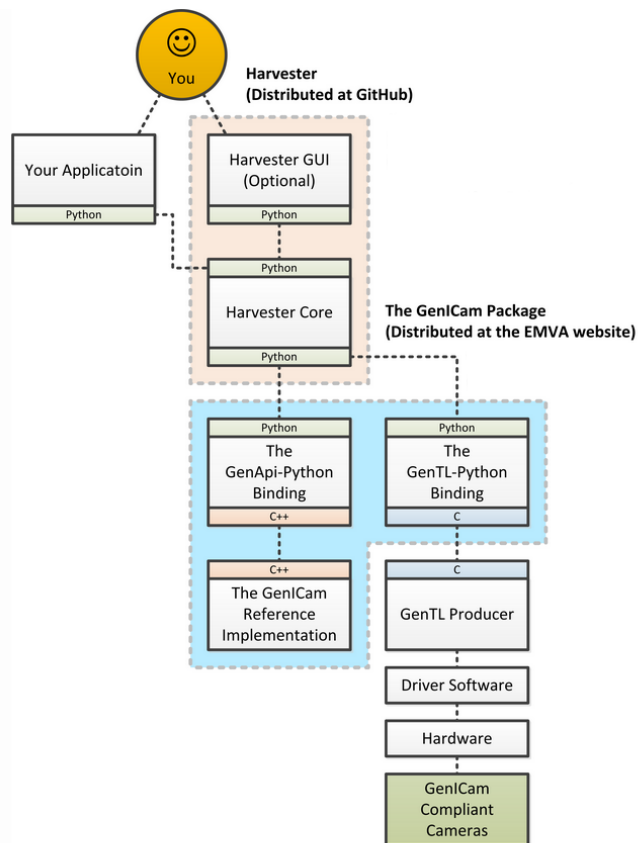 You
Harvester
(Distributed at GitHub)
Your Applicatoin
Python
Harvester GUI
(Optional)
Python
Python
Harvester Core
Python
The GenICam Package
(Distributed at the EMVA website)
Python
The
GenApi-Python
Binding
C++
Python
The
GenTL-Python
Binding
C
C++
The GenICam
Reference
Implementation
C
GenTL Producer
Driver Software
Hardware
GenICam
Compliant
Cameras